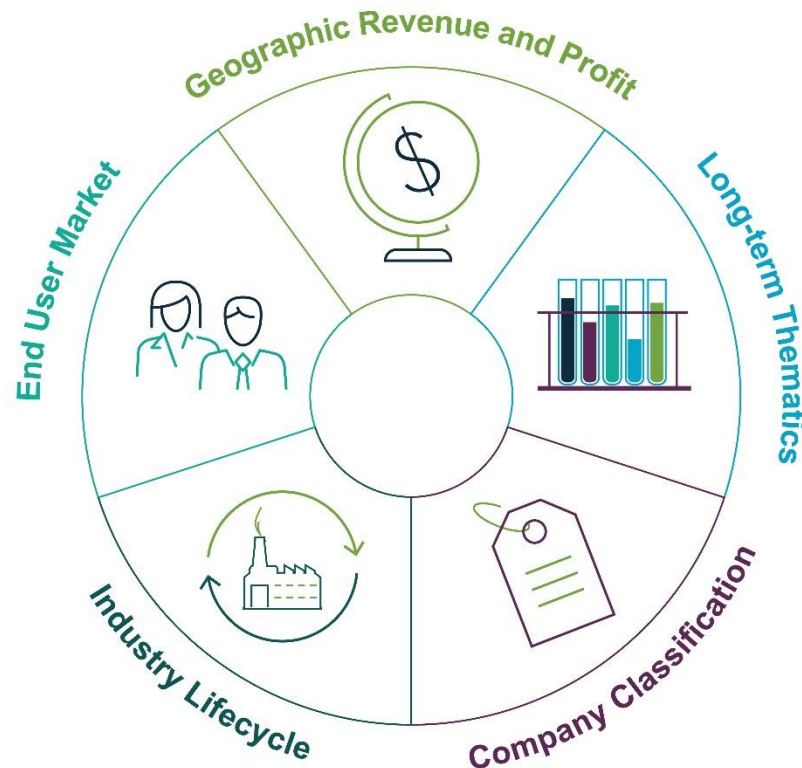 Geographic Revenue and Profit
Long-term Thematics
Company Classification
Industry Lifecycle
End User Market
$